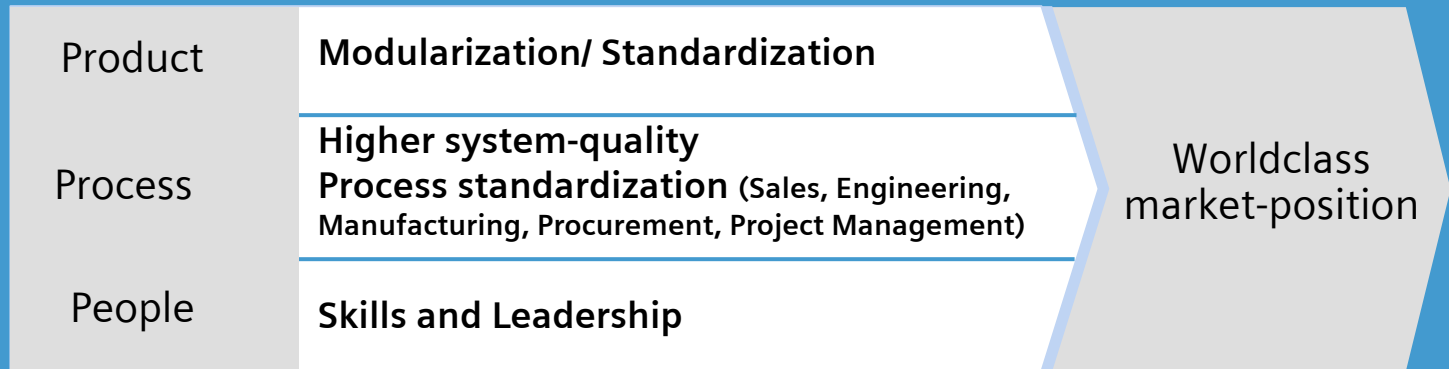 Product
Modularization/ Standardization
Process
Higher system-quality
Process standardization (Sales, Engineering,
Manufacturing, Procurement, Project Management)
People
Skills and Leadership
Worldclass
market-position